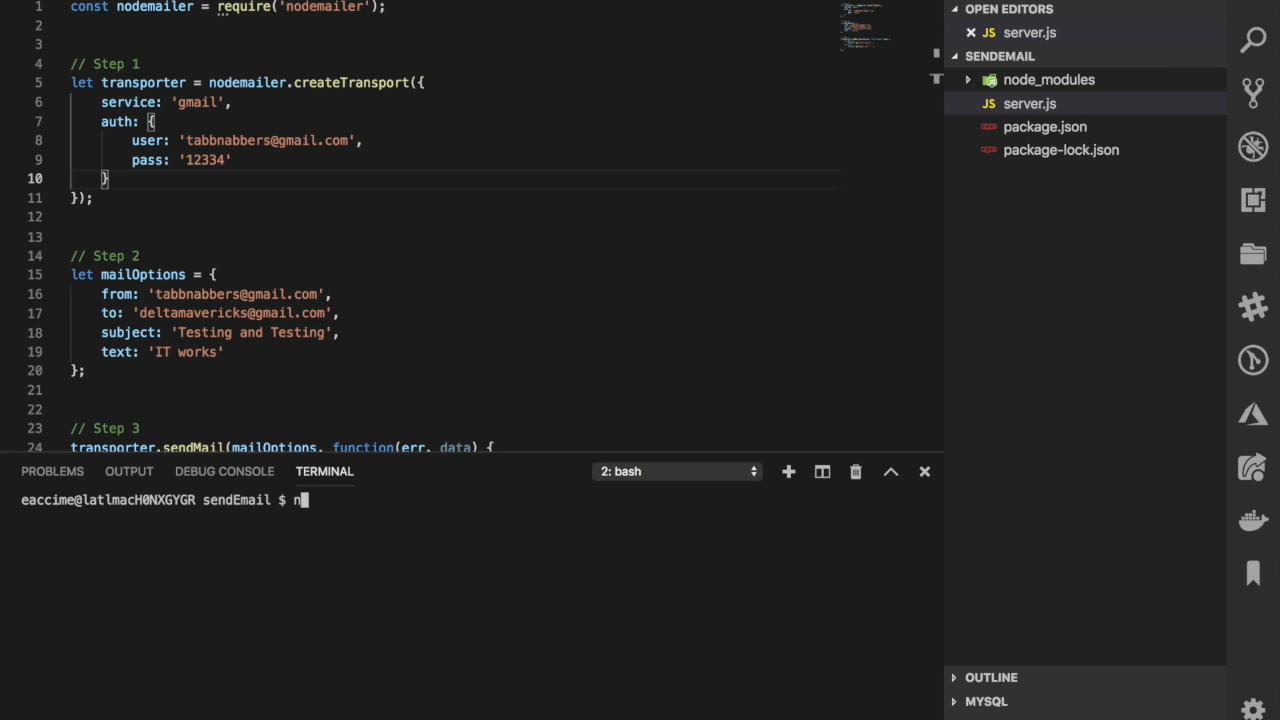 1 const nodemailer = require('nodemailer');
2
3
4 // Step 1
5 let transporter = nodemailer.createTransport({
6 service: 'gmail',
7 auth: {
8 user: 'tabbnabbers@gmail.com',
9 pass: '12334'
10 }
11 });
12
13
14 // Step 2
15 let mailOptions = {
16 from: 'tabbnabbers@gmail.com',
17 to: 'deltamavericks@gmail.com',
18 subject: 'Testing and Testing',
19 text: 'IT works'
20 };
21
22
23 // Step 3
24 transporter.sendMail(mailOptions, function(err, data) {
PROBLEMS OUTPUT DEBUG CONSOLE TERMINAL 2: bash
eaccime@latlmacH0NXGYGR sendEmail $ n
OPEN EDITORS
JS server.js
SENDEMAIL
node_modules
JS server.js
package.json
package-lock.json
OUTLINE
MYSQL